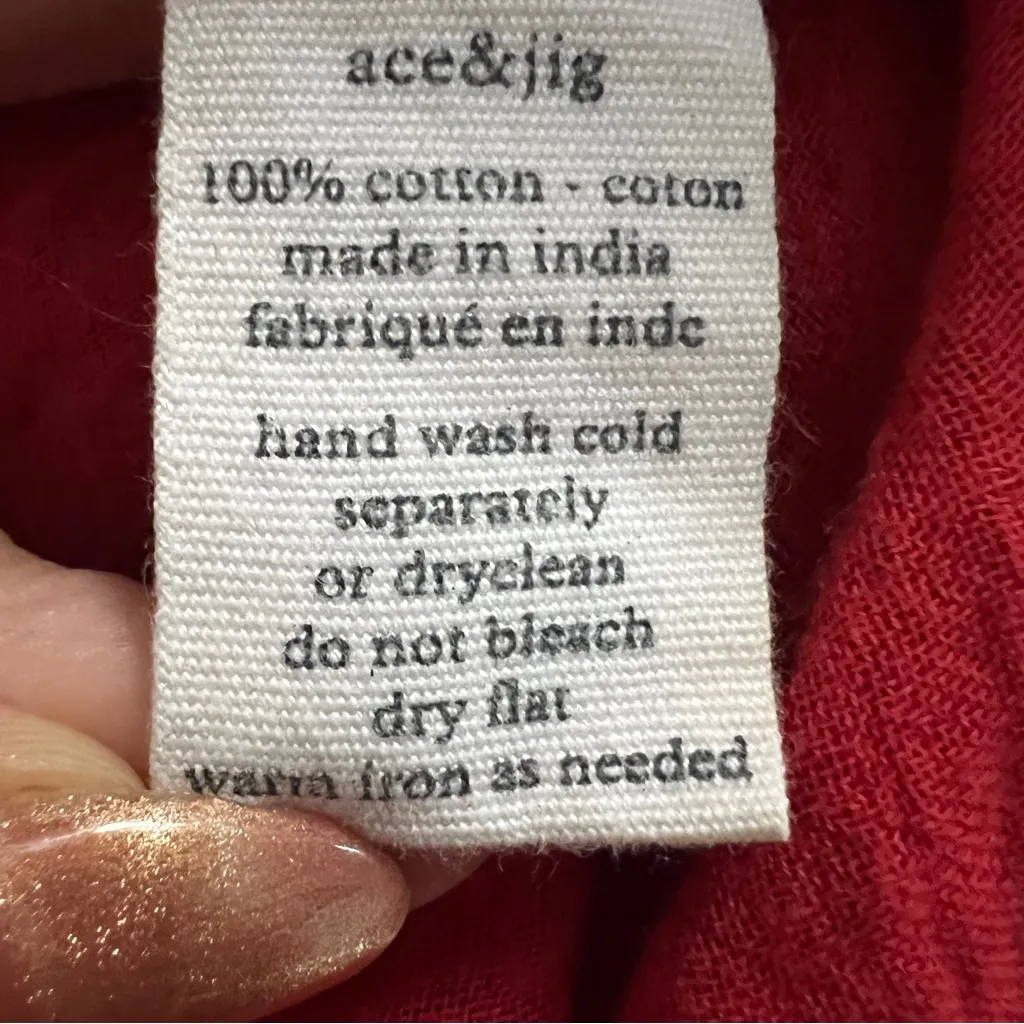 ace&jig
100% cotton - coton
made in india
fabriqué en inde
hand wash cold
separately
or dryclean
do not bleach
dry flat
warm iron as needed